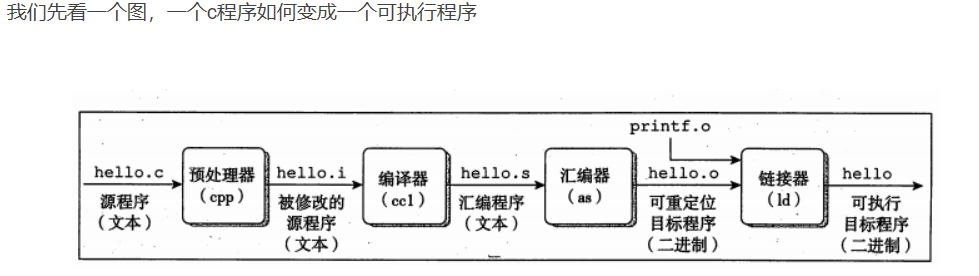 我们先看一个图，一个c程序如何变成一个可执行程序
printf.o
hello.c
预处理器
(cpp)
hello.i
编译器
(cc1)
hello.s
汇编器
(as)
hello.o
链接器
(ld)
hello
源程序
(文本)
被修改的
源程序
(文本)
汇编程序
(文本)
可重定位
目标程序
(二进制)
可执行
目标程序
(二进制)